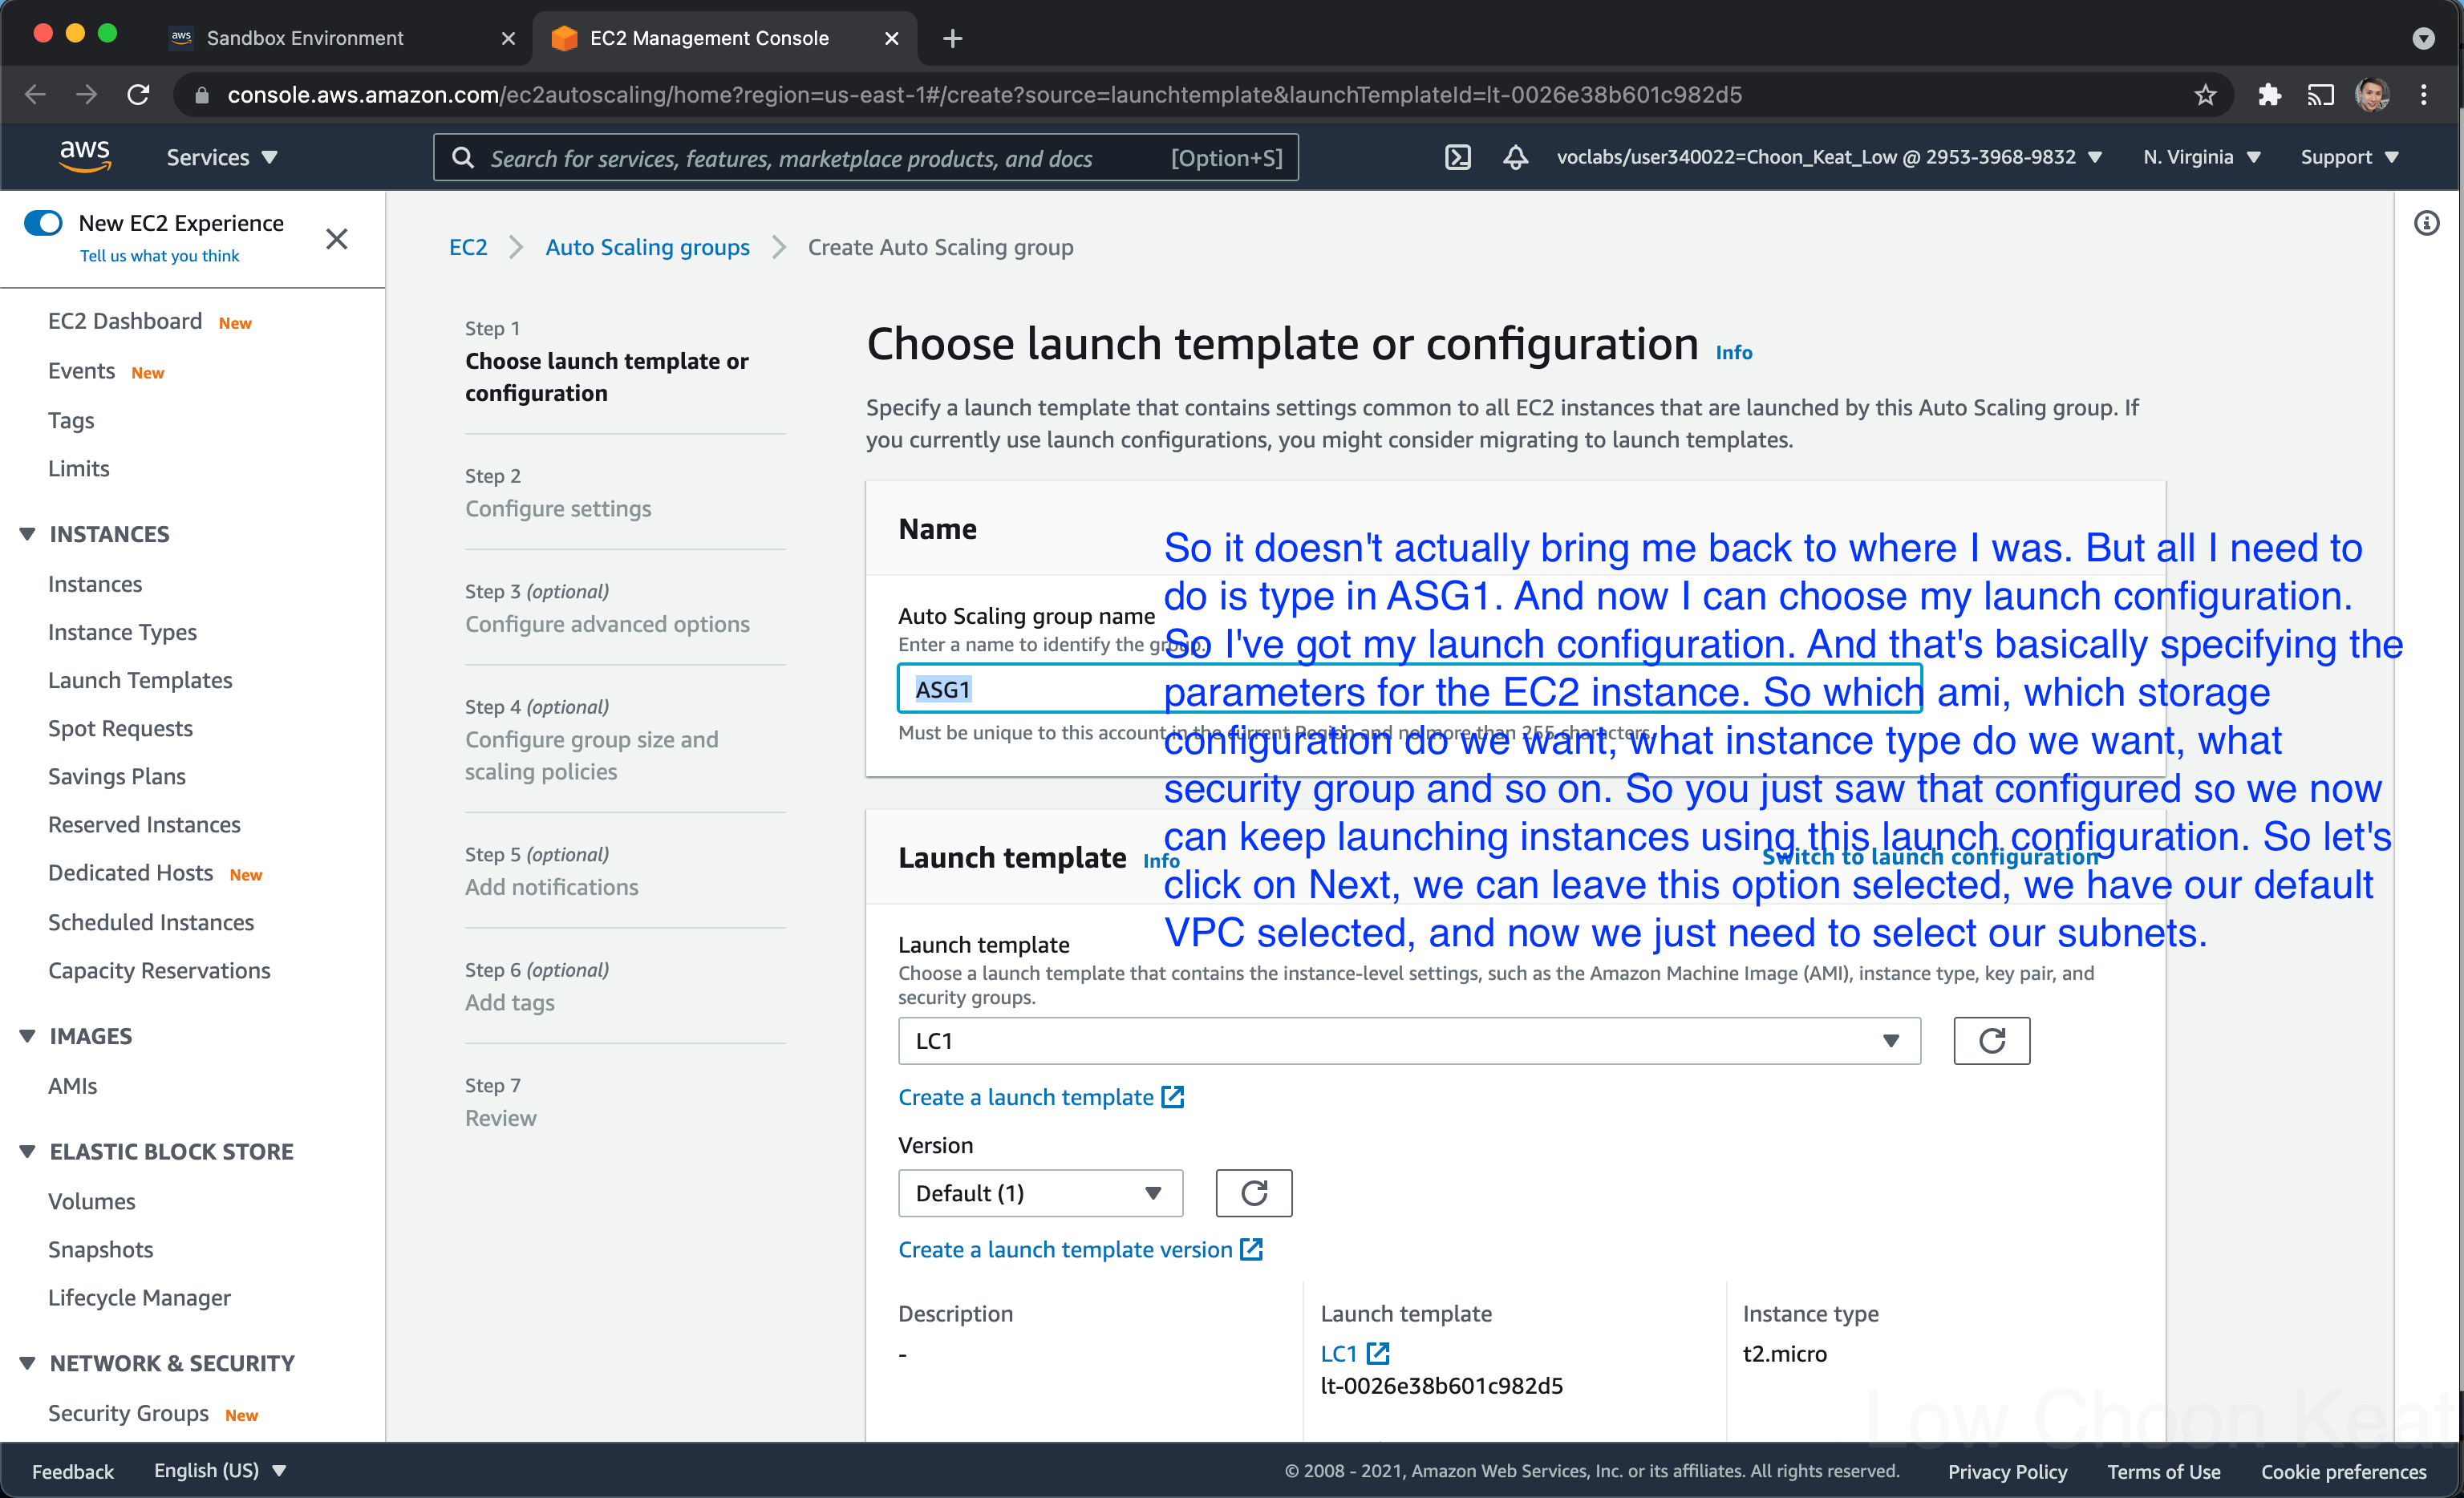 Sandbox Environment
EC2 Management Console
console.aws.amazon.com/ec2autoscaling/home?region=us-east-1#/create?source=launchtemplate&launchTemplateId=lt-0026e38b601c982d5
aws
Services
Search for services, features, marketplace products, and docs [Option+S]
voclabs/user340022=Choon_Keat_Low @ 2953-3968-9832
N. Virginia
Support
New EC2 Experience
Tell us what you think
EC2 Dashboard New
Events New
Tags
Limits
INSTANCES
Instances
Instance Types
Launch Templates
Spot Requests
Savings Plans
Reserved Instances
Dedicated Hosts New
Scheduled Instances
Capacity Reservations
IMAGES
AMIs
ELASTIC BLOCK STORE
Volumes
Snapshots
Lifecycle Manager
NETWORK & SECURITY
Security Groups New
EC2 > Auto Scaling groups > Create Auto Scaling group
Step 1
Choose launch template or
configuration
Step 2
Configure settings
Step 3 (optional)
Configure advanced options
Step 4 (optional)
Configure group size and
scaling policies
Step 5 (optional)
Add notifications
Step 6 (optional)
Add tags
Step 7
Review
Choose launch template or configuration Info
Specify a launch template that contains settings common to all EC2 instances that are launched by this Auto Scaling group. If
you currently use launch configurations, you might consider migrating to launch templates.
Name
Auto Scaling group name
Enter a name to identify the group.
ASG1
Must be unique to this account in the current Region and no more than 255 characters.
So it doesn't actually bring me back to where I was. But all I need to
do is type in ASG1. And now I can choose my launch configuration.
So I've got my launch configuration. And that's basically specifying the
parameters for the EC2 instance. So which ami, which storage
configuration do we want, what instance type do we want, what
security group and so on. So you just saw that configured so we now
can keep launching instances using this launch configuration. So let's
click on Next, we can leave this option selected, we have our default
VPC selected, and now we just need to select our subnets.
Launch template Info
Switch to launch configuration
Launch template
Choose a launch template that contains the instance-level settings, such as the Amazon Machine Image (AMI), instance type, key pair, and
security groups.
LC1
Create a launch template
Version
Default (1)
Create a launch template version
Description
-
Launch template
LC1
lt-0026e38b601c982d5
Instance type
t2.micro
Low Choon Keat
Feedback
English (US)
© 2008 - 2021, Amazon Web Services, Inc. or its affiliates. All rights reserved.
Privacy Policy
Terms of Use
Cookie preferences